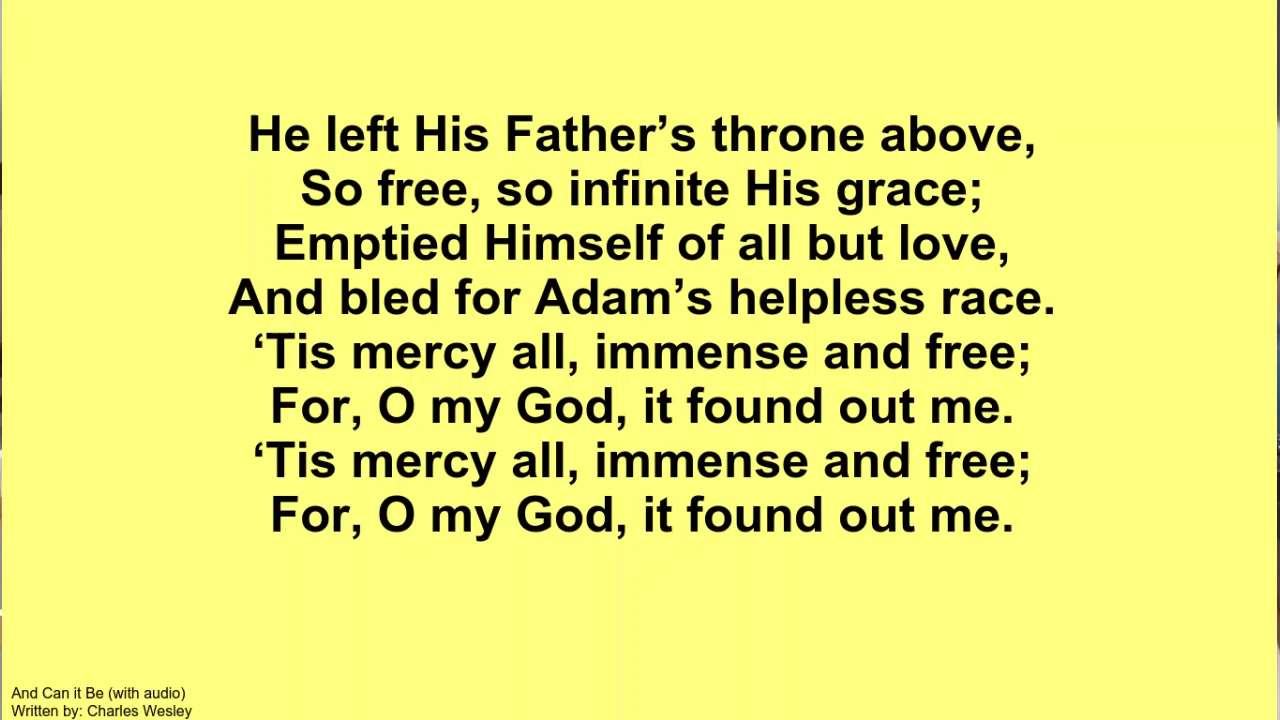 He left His Father’s throne above,
So free, so infinite His grace;
Emptied Himself of all but love,
And bled for Adam’s helpless race.
‘Tis mercy all, immense and free;
For, O my God, it found out me.
‘Tis mercy all, immense and free;
For, O my God, it found out me.
And Can it Be (with audio)
Written by: Charles Wesley